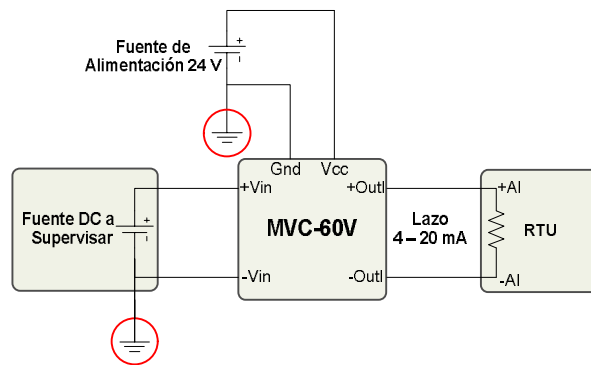 Fuente de
Alimentación 24 V
+
-
Gnd Vcc
+Vin
+OutI
+AI
Fuente DC a
Supervisar
+
-
MVC-60V
Lazo
4 – 20 mA
RTU
-Vin
-OutI
-AI